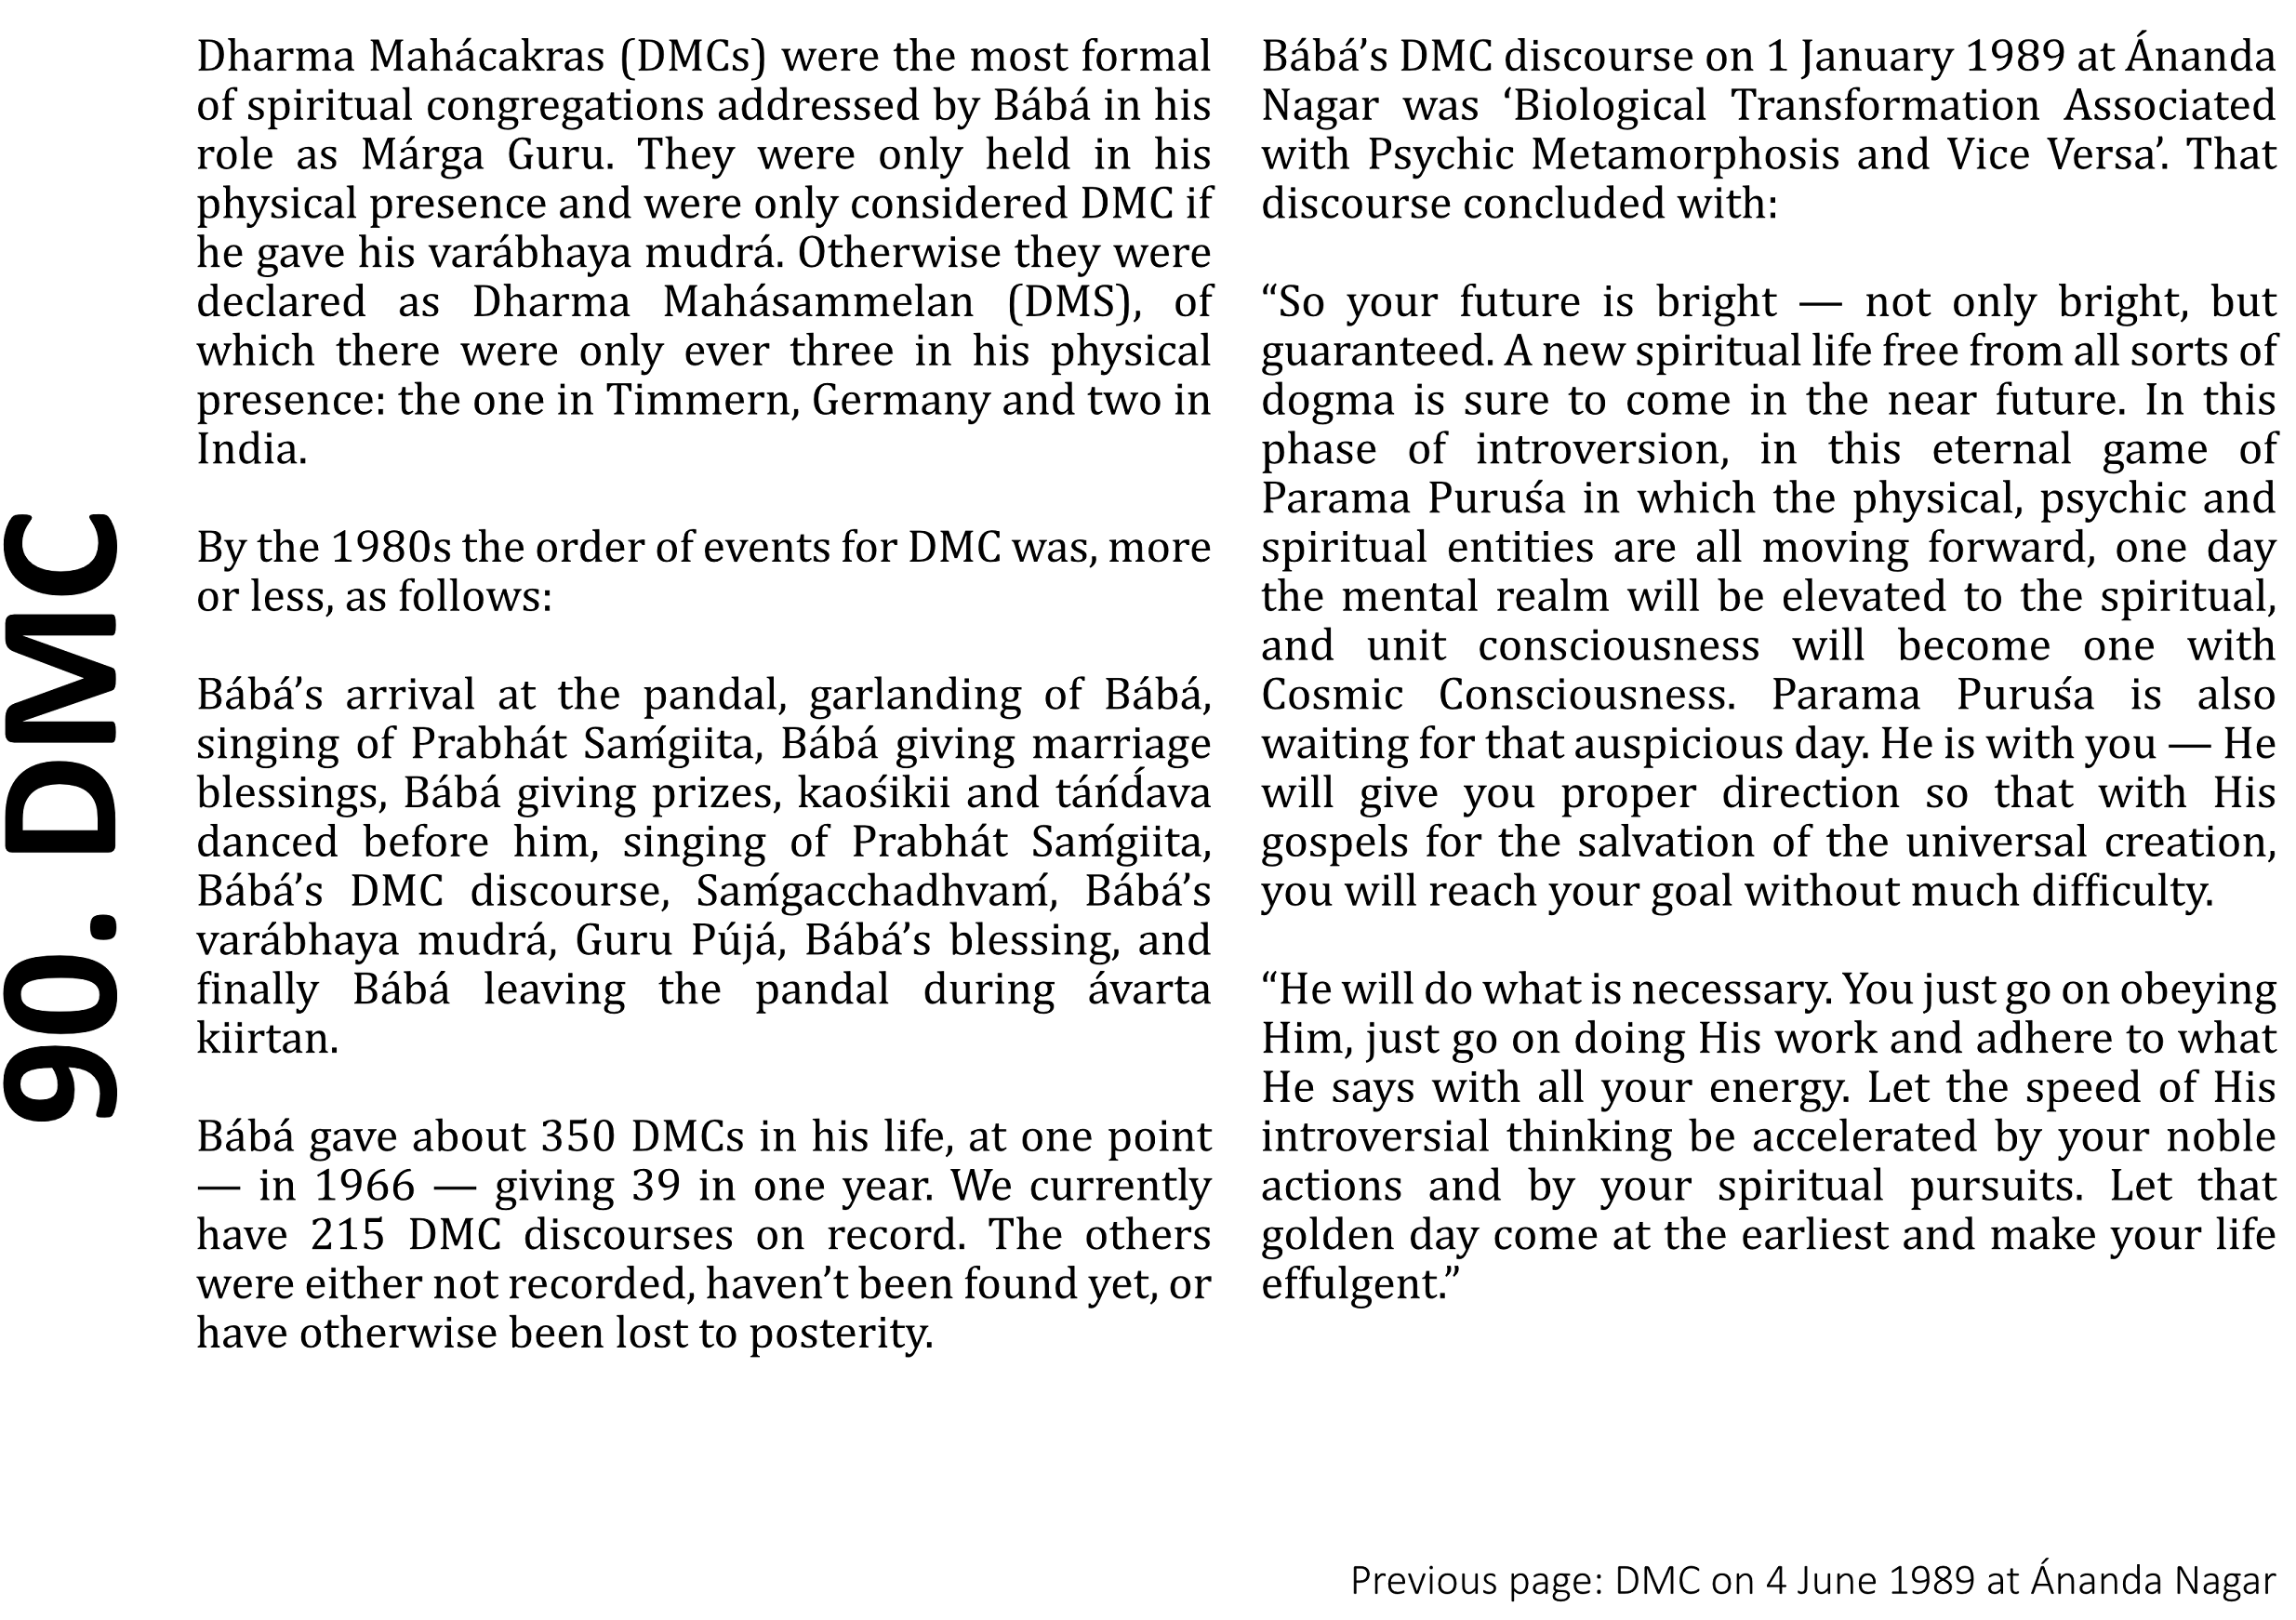 90. DMC
Dharma Mahácakras (DMCs) were the most formal
of spiritual congregations addressed by Bábá in his
role as Márga Guru. They were only held in his
physical presence and were only considered DMC if
he gave his varábhaya mudrá. Otherwise they were
declared as Dharma Mahásammelan (DMS), of
which there were only ever three in his physical
presence: the one in Timmern, Germany and two in
India.
By the 1980s the order of events for DMC was, more
or less, as follows:
Bábá’s arrival at the pandal, garlanding of Bábá,
singing of Prabhát Saḿgiita, Bábá giving marriage
blessings, Bábá giving prizes, kaośikii and táńd́ava
danced before him, singing of Prabhát Saḿgiita,
Bábá’s DMC discourse, Saḿgacchadhvaḿ, Bábá’s
varábhaya mudrá, Guru Pújá, Bábá’s blessing, and
finally Bábá leaving the pandal during ávarta
kiirtan.
Bábá gave about 350 DMCs in his life, at one point
— in 1966 — giving 39 in one year. We currently
have 215 DMC discourses on record. The others
were either not recorded, haven’t been found yet, or
have otherwise been lost to posterity.
Bábá’s DMC discourse on 1 January 1989 at Ánanda
Nagar was ‘Biological Transformation Associated
with Psychic Metamorphosis and Vice Versa’. That
discourse concluded with:
“So your future is bright — not only bright, but
guaranteed. A new spiritual life free from all sorts of
dogma is sure to come in the near future. In this
phase of introversion, in this eternal game of
Parama Puruśa in which the physical, psychic and
spiritual entities are all moving forward, one day
the mental realm will be elevated to the spiritual,
and unit consciousness will become one with
Cosmic Consciousness. Parama Puruśa is also
waiting for that auspicious day. He is with you — He
will give you proper direction so that with His
gospels for the salvation of the universal creation,
you will reach your goal without much difficulty.
“He will do what is necessary. You just go on obeying
Him, just go on doing His work and adhere to what
He says with all your energy. Let the speed of His
introversial thinking be accelerated by your noble
actions and by your spiritual pursuits. Let that
golden day come at the earliest and make your life
effulgent.”
Previous page: DMC on 4 June 1989 at Ánanda Nagar